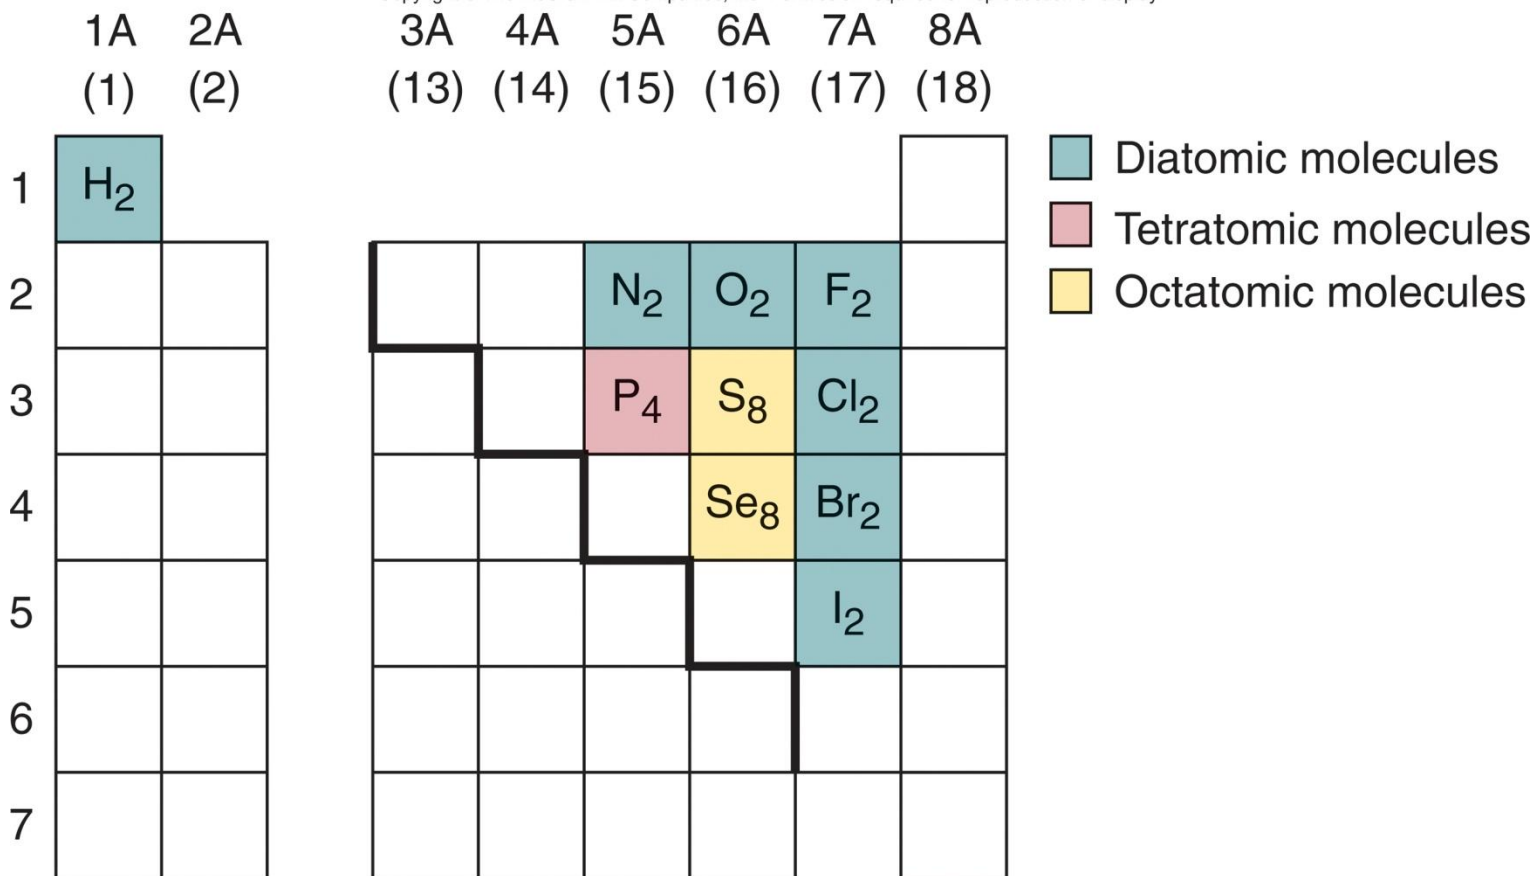 1A 2A 3A 4A 5A 6A 7A 8A
(1) (2) (13) (14) (15) (16) (17) (18)
1 H2
2 N2 O2 F2
3 P4 S8 Cl2
4 Se8 Br2
5 I2
6
7
Diatomic molecules
Tetratomic molecules
Octatomic molecules